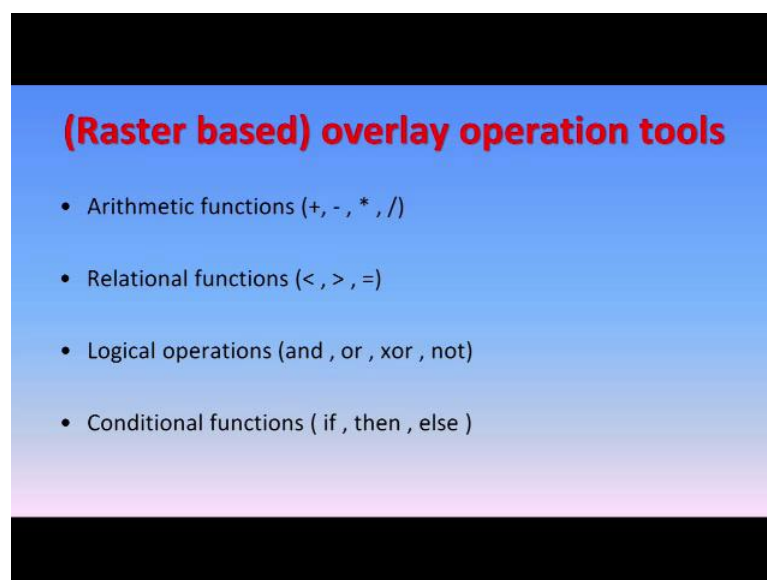 (Raster based) overlay operation tools
• Arithmetic functions (+, - , * , /)
• Relational functions (< , > , =)
• Logical operations (and , or , xor , not)
• Conditional functions ( if , then , else )